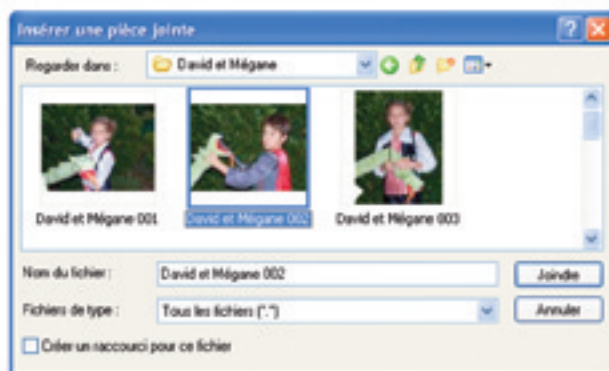 Insérer une pièce jointe
Regarder dans : David et Mégane
David et Mégane 001 David et Mégane 002 David et Mégane 003
Nom du fichier : David et Mégane 002 Joindre
Fichiers de type : Tous les fichiers (*.*) Annuler
Créer un raccourci pour ce fichier